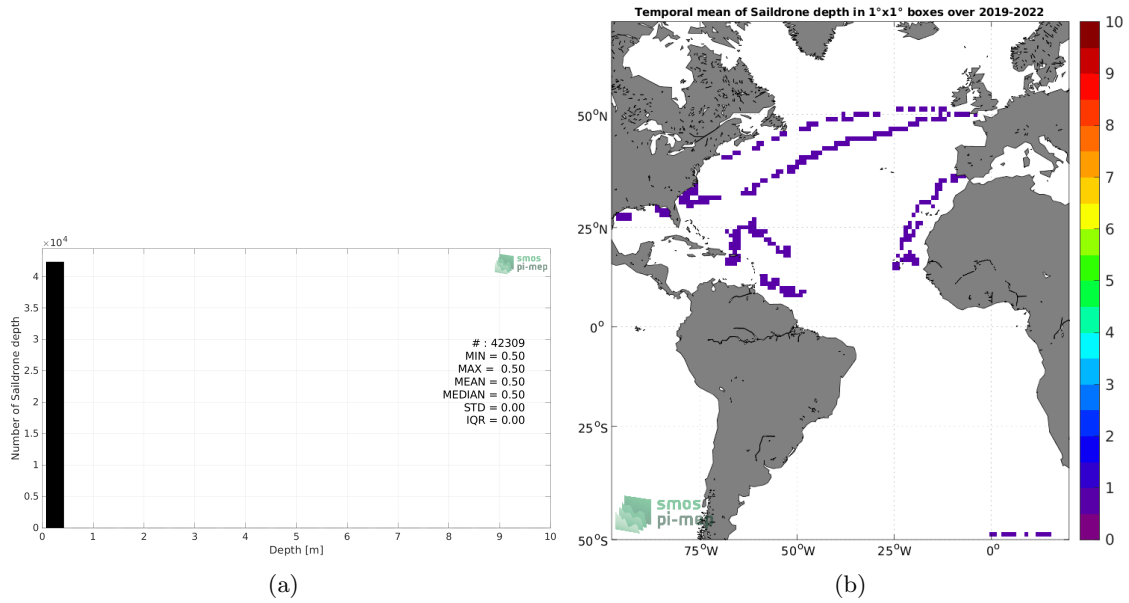 ×10⁴
4
3.5
3
2.5
2
1.5
1
0.5
0
Number of Saildrone depth
smos
pi-mep
# : 42309
MIN = 0.50
MAX = 0.50
MEAN = 0.50
MEDIAN = 0.50
STD = 0.00
IQR = 0.00
0 1 2 3 4 5 6 7 8 9 10
Depth [m]
(a)
Temporal mean of Saildrone depth in 1°x1° boxes over 2019-2022
50°N
25°N
0°
25°S
50°S
75°W 50°W 25°W 0°
smos
pi-mep
10
9
8
7
6
5
4
3
2
1
0
(b)